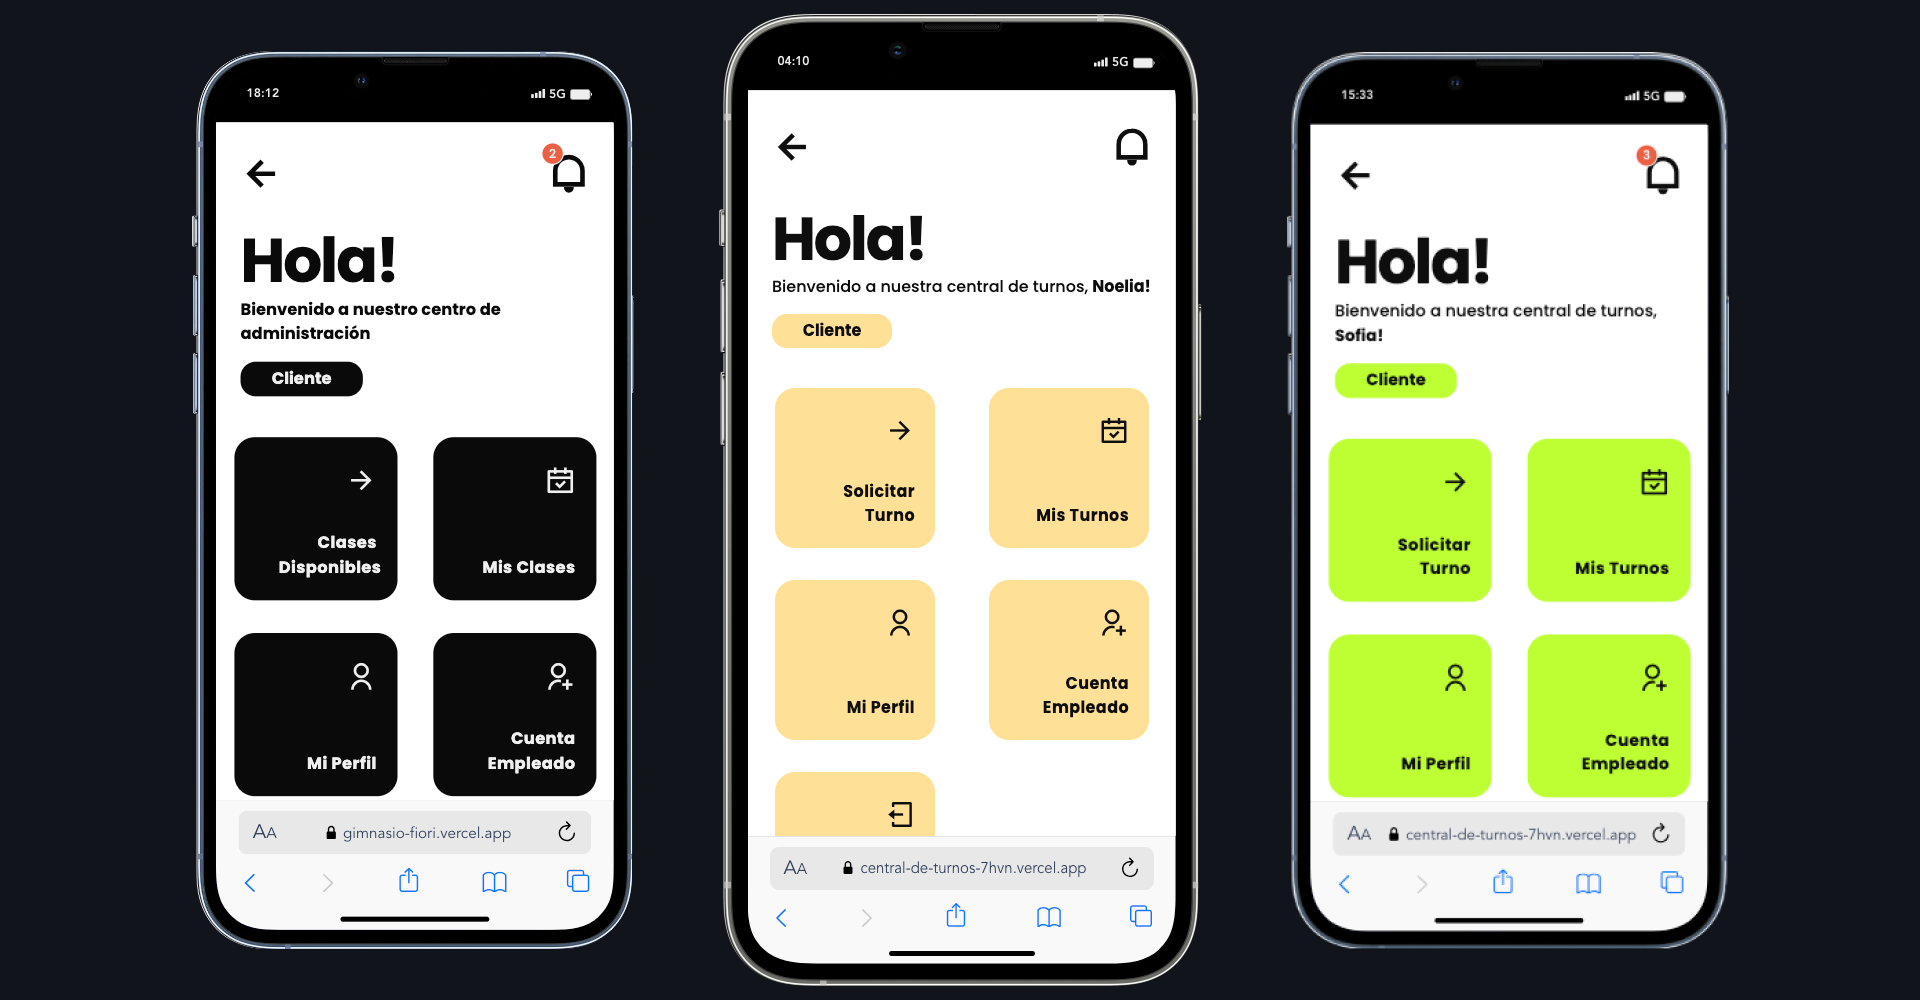 18:12
5G
2
Hola!
Bienvenido a nuestro centro de
administración
Cliente
Clases
Disponibles
Mis Clases
Mi Perfil
Cuenta
Empleado
AA
gimnasio-fiori.vercel.app
04:10
5G
Hola!
Bienvenido a nuestra central de turnos, Noelia!
Cliente
Solicitar
Turno
Mis Turnos
Mi Perfil
Cuenta
Empleado
AA
central-de-turnos-7hvn.vercel.app
15:33
5G
3
Hola!
Bienvenido a nuestra central de turnos,
Sofia!
Cliente
Solicitar
Turno
Mis Turnos
Mi Perfil
Cuenta
Empleado
AA
central-de-turnos-7hvn.vercel.app